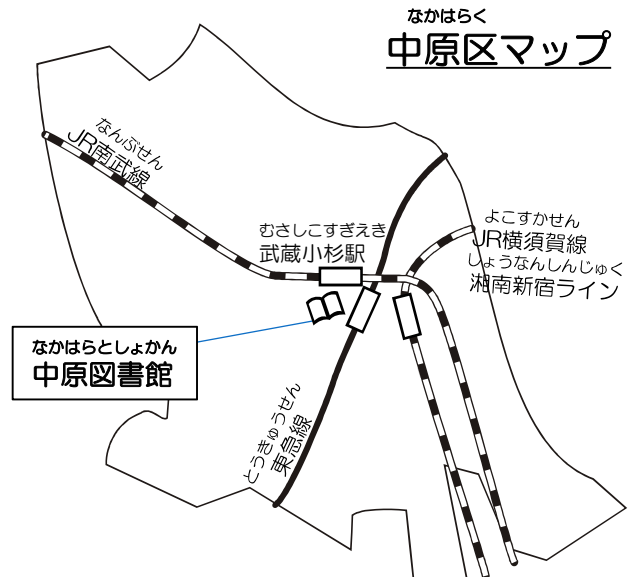 なかはらく
中原区マップ
なんぶせん
JR南武線
むさしこすぎえき
武蔵小杉駅
よこすかせん
JR横須賀線
しょうなんしんじゅく
湘南新宿ライン
なかはらとしょかん
中原図書館
とうきゅうせん
東急線